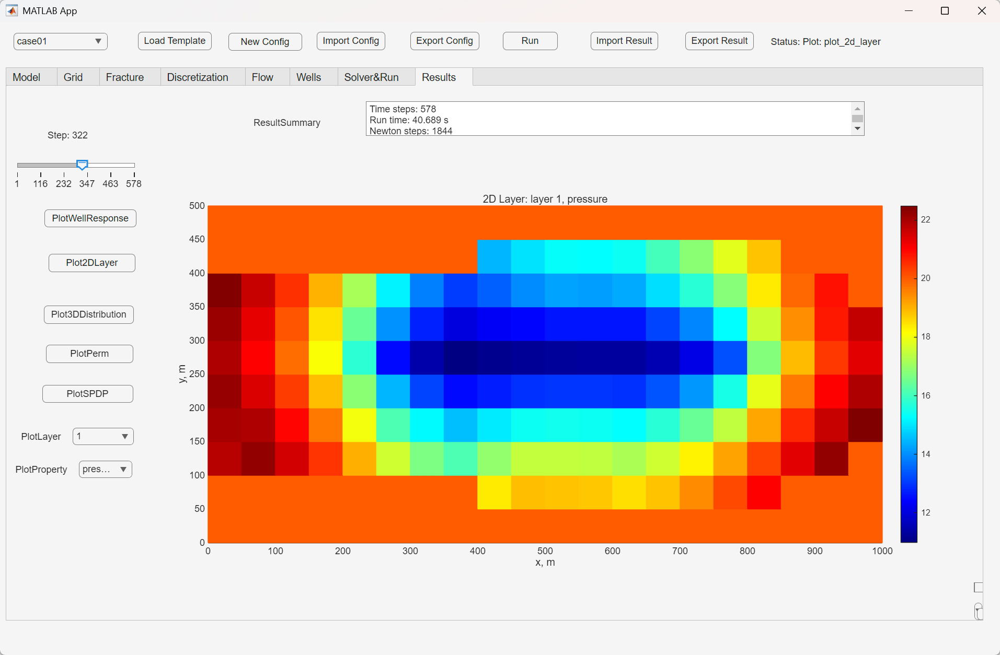 MATLAB App
case01
Load Template
New Config
Import Config
Export Config
Run
Import Result
Export Result
Status: Plot: plot_2d_layer
Model
Grid
Fracture
Discretization
Flow
Wells
Solver&Run
Results
ResultSummary
Time steps: 578
Run time: 40.689 s
Newton steps: 1844
Step: 322
1 116 232 347 463 578
PlotWellResponse
Plot2DLayer
Plot3DDistribution
PlotPerm
PlotSPDP
PlotLayer
1
PlotProperty
pres...
2D Layer: layer 1, pressure
500
450
400
350
300
250
200
150
100
50
0
y, m
0 100 200 300 400 500 600 700 800 900 1000
x, m
22
20
18
16
14
12